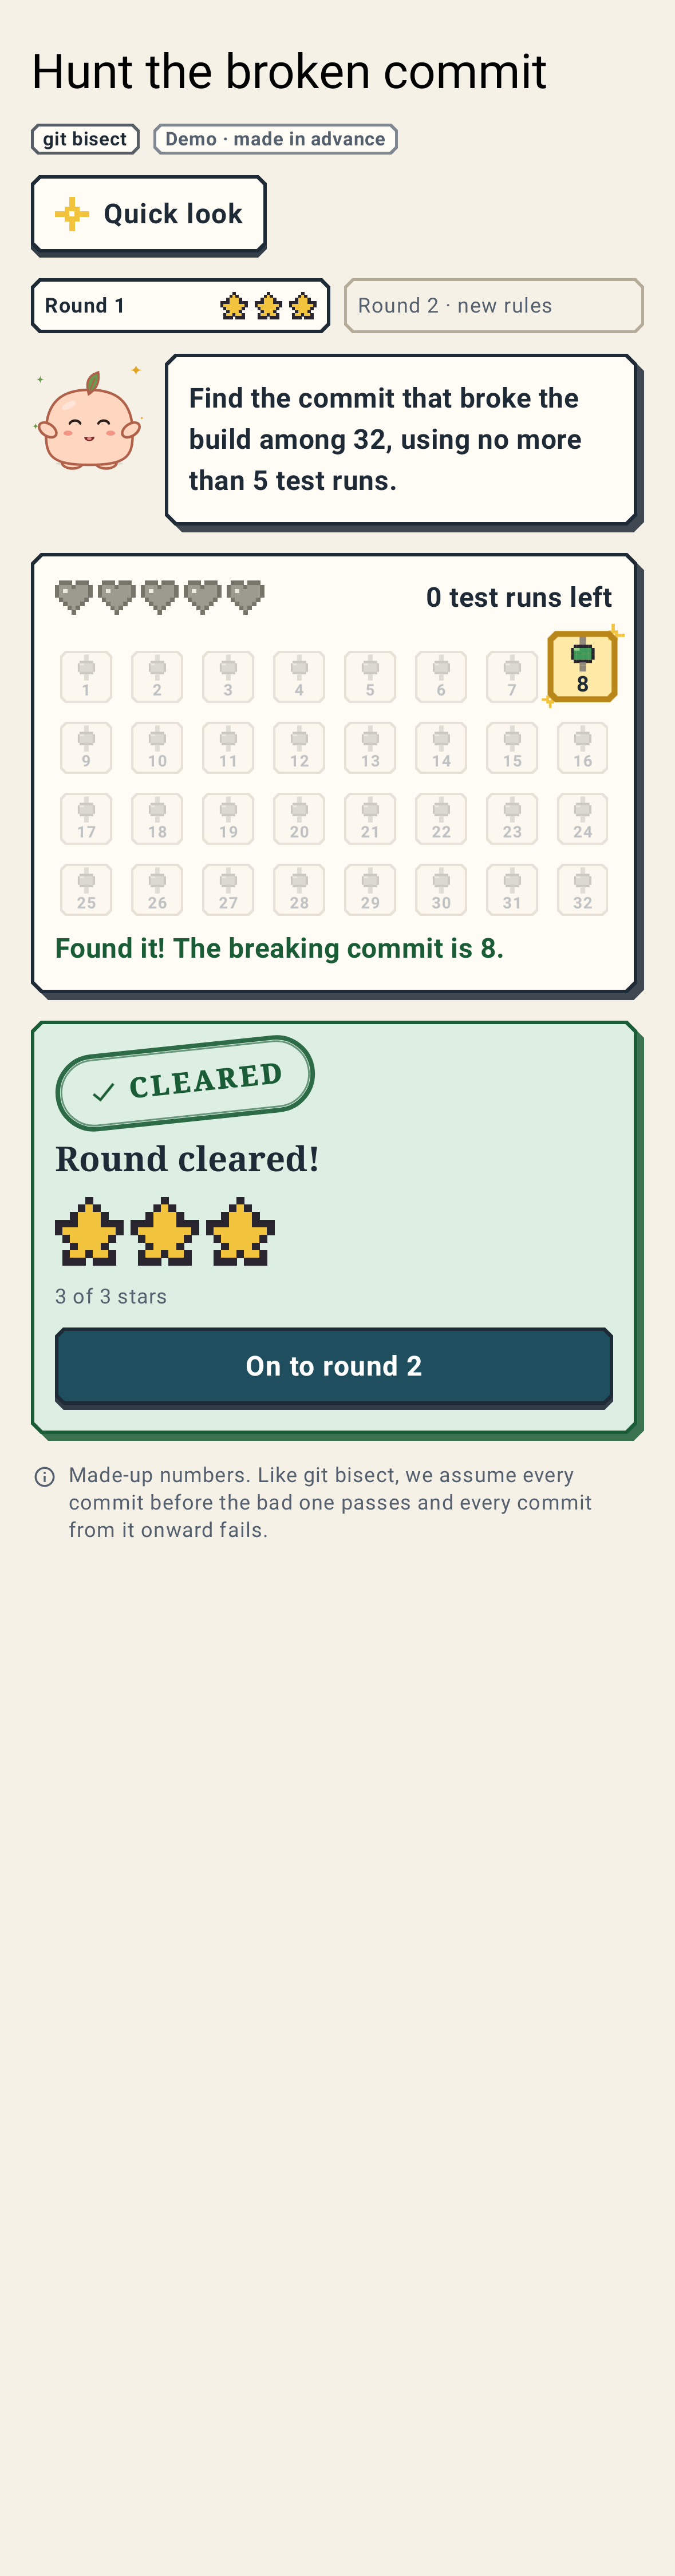 Hunt the broken commit
git bisect
Demo · made in advance
Quick look
Round 1
Round 2 · new rules
Find the commit that broke the
build among 32, using no more
than 5 test runs.
0 test runs left
1 2 3 4 5 6 7 8
9 10 11 12 13 14 15 16
17 18 19 20 21 22 23 24
25 26 27 28 29 30 31 32
Found it! The breaking commit is 8.
CLEARED
Round cleared!
3 of 3 stars
On to round 2
Made-up numbers. Like git bisect, we assume every
commit before the bad one passes and every commit
from it onward fails.